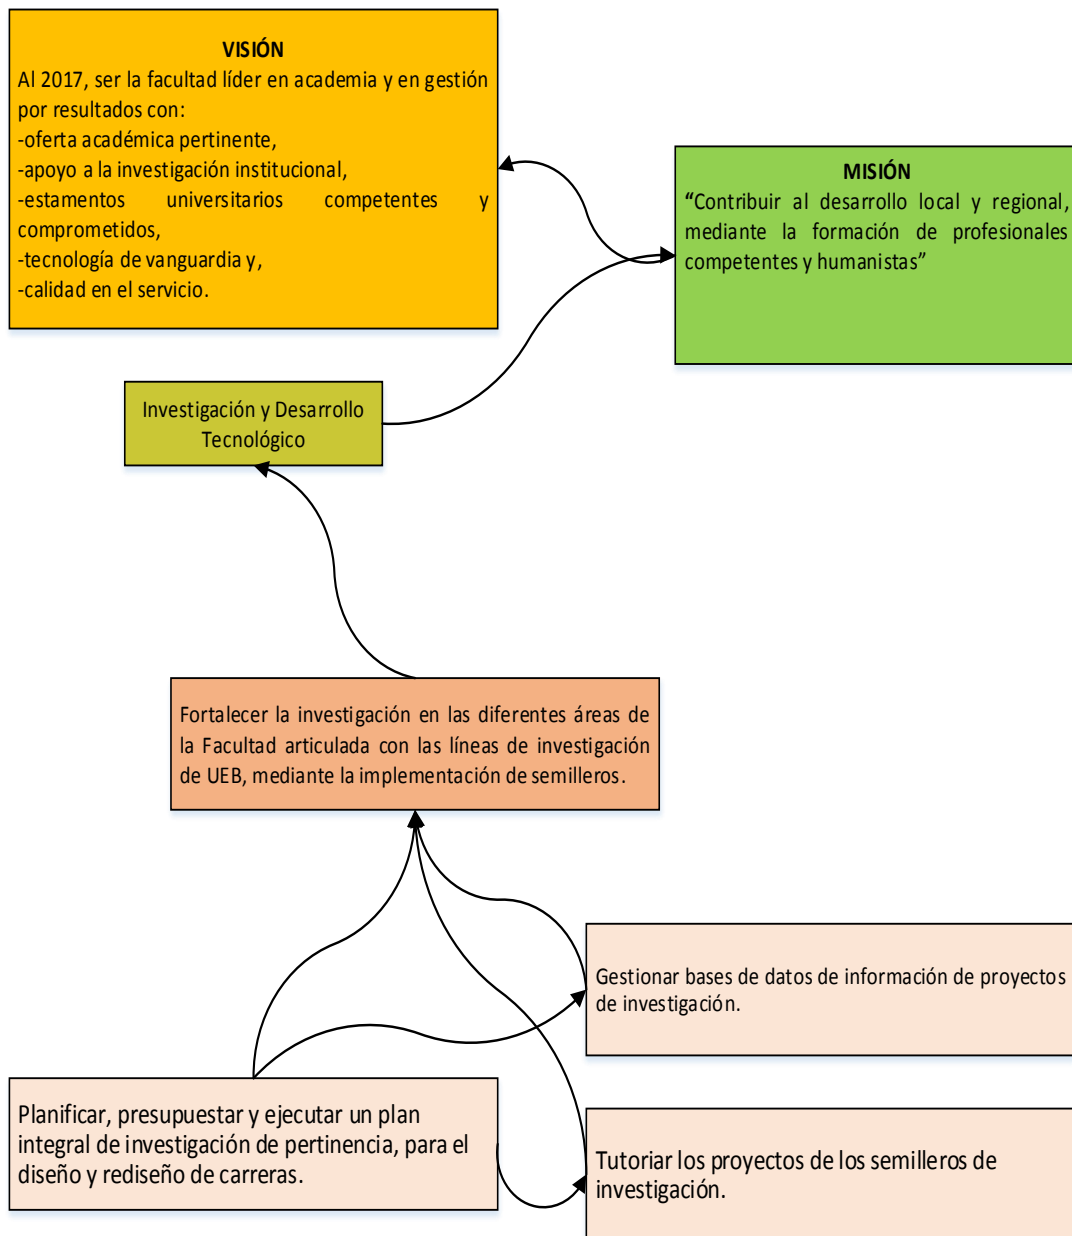 VISIÓN
Al 2017, ser la facultad líder en academia y en gestión
por resultados con:
-oferta académica pertinente,
-apoyo a la investigación institucional,
-estamentos universitarios competentes y
comprometidos,
-tecnología de vanguardia y,
-calidad en el servicio.
MISIÓN
“Contribuir al desarrollo local y regional,
mediante la formación de profesionales
competentes y humanistas”
Investigación y Desarrollo
Tecnológico
Fortalecer la investigación en las diferentes áreas de
la Facultad articulada con las líneas de investigación
de UEB, mediante la implementación de semilleros.
Gestionar bases de datos de información de proyectos
de investigación.
Planificar, presupuestar y ejecutar un plan
integral de investigación de pertinencia, para el
diseño y rediseño de carreras.
Tutoriar los proyectos de los semilleros de
investigación.